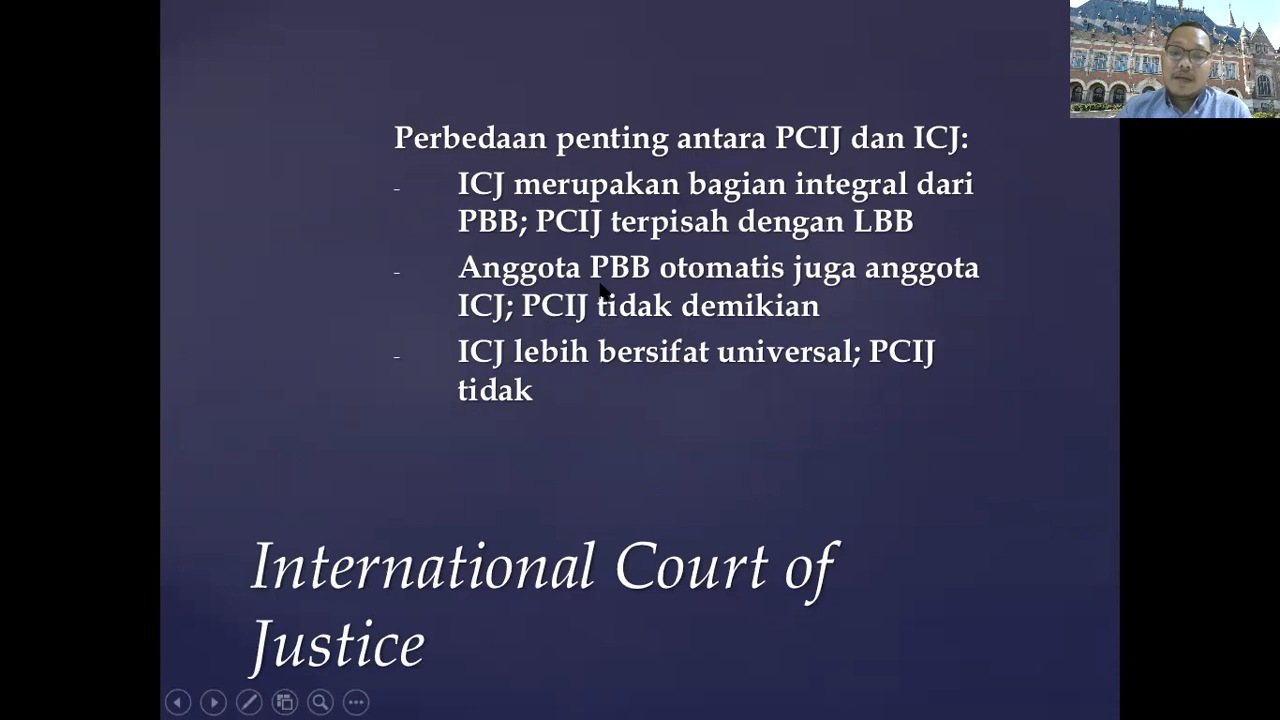 Perbedaan penting antara PCIJ dan ICJ:
- ICJ merupakan bagian integral dari
PBB; PCIJ terpisah dengan LBB
- Anggota PBB otomatis juga anggota
ICJ; PCIJ tidak demikian
- ICJ lebih bersifat universal; PCIJ
tidak
International Court of
Justice